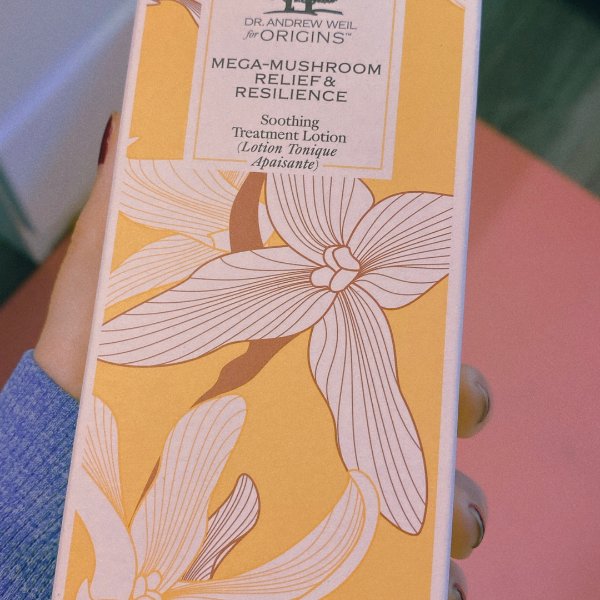 DR. ANDREW WEIL
for ORIGINS™
MEGA-MUSHROOM
RELIEF &
RESILIENCE
Soothing
Treatment Lotion
(Lotion Tonique
Apaisante)